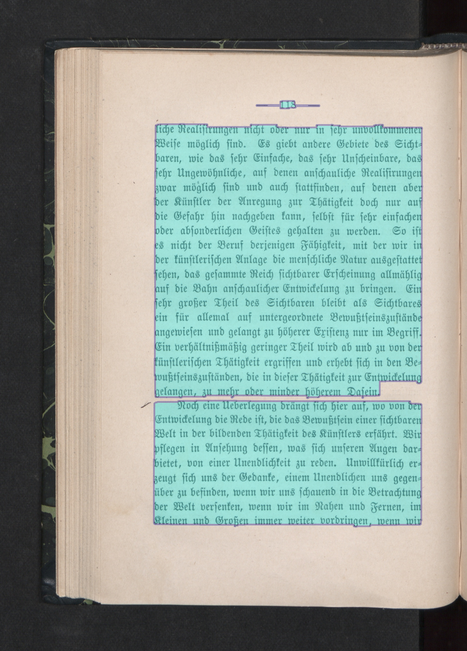 liche Realisirungen nicht oder nur in sehr unvollkommener
Weise möglich sind. Es giebt andere Gebiete des Sicht-
baren, wie das sehr Einfache, das sehr Unscheinbare, das
sehr Ungewöhnliche, auf denen anschauliche Realisirungen
zwar möglich sind und auch stattfinden, auf denen aber
der Künstler der Anregung zur Thätigkeit doch nur auf
die Gefahr hin nachgeben kann, selbst für sehr einfachen
oder absonderlichen Geistes gehalten zu werden. So ist
es nicht der Beruf derjenigen Fähigkeit, mit der wir in
der künstlerischen Anlage die menschliche Natur ausgestattet
sehen, das gesammte Reich sichtbarer Erscheinung allmählig
auf die Bahn anschaulicher Entwickelung zu bringen. Ein
sehr großer Theil des Sichtbaren bleibt als Sichtbares
ein für allemal auf untergeordnete Bewußtseinszustände
angewiesen und gelangt zu höherer Existenz nur im Begriff.
Ein verhältnißmäßig geringer Theil wird ab und zu von der
künstlerischen Thätigkeit ergriffen und erhebt sich in den Be-
wußtseinszuständen, die in dieser Thätigkeit zur Entwickelung
gelangen, zu mehr oder minder höherem Dasein.
Noch eine Ueberlegung drängt sich hier auf, wo von der
Entwickelung die Rede ist, die das Bewußtsein einer sichtbaren
Welt in der bildenden Thätigkeit des Künstlers erfährt. Wir
pflegen in Ansehung dessen, was sich unseren Augen dar-
bietet, von einer Unendlichkeit zu reden. Unwillkürlich er-
zeugt sich uns der Gedanke, einem Unendlichen uns gegen-
über zu befinden, wenn wir uns schauend in die Betrachtung
der Welt versenken, wenn wir im Nahen und Fernen, im
Kleinen und Großen immer weiter vordringen, wenn wir